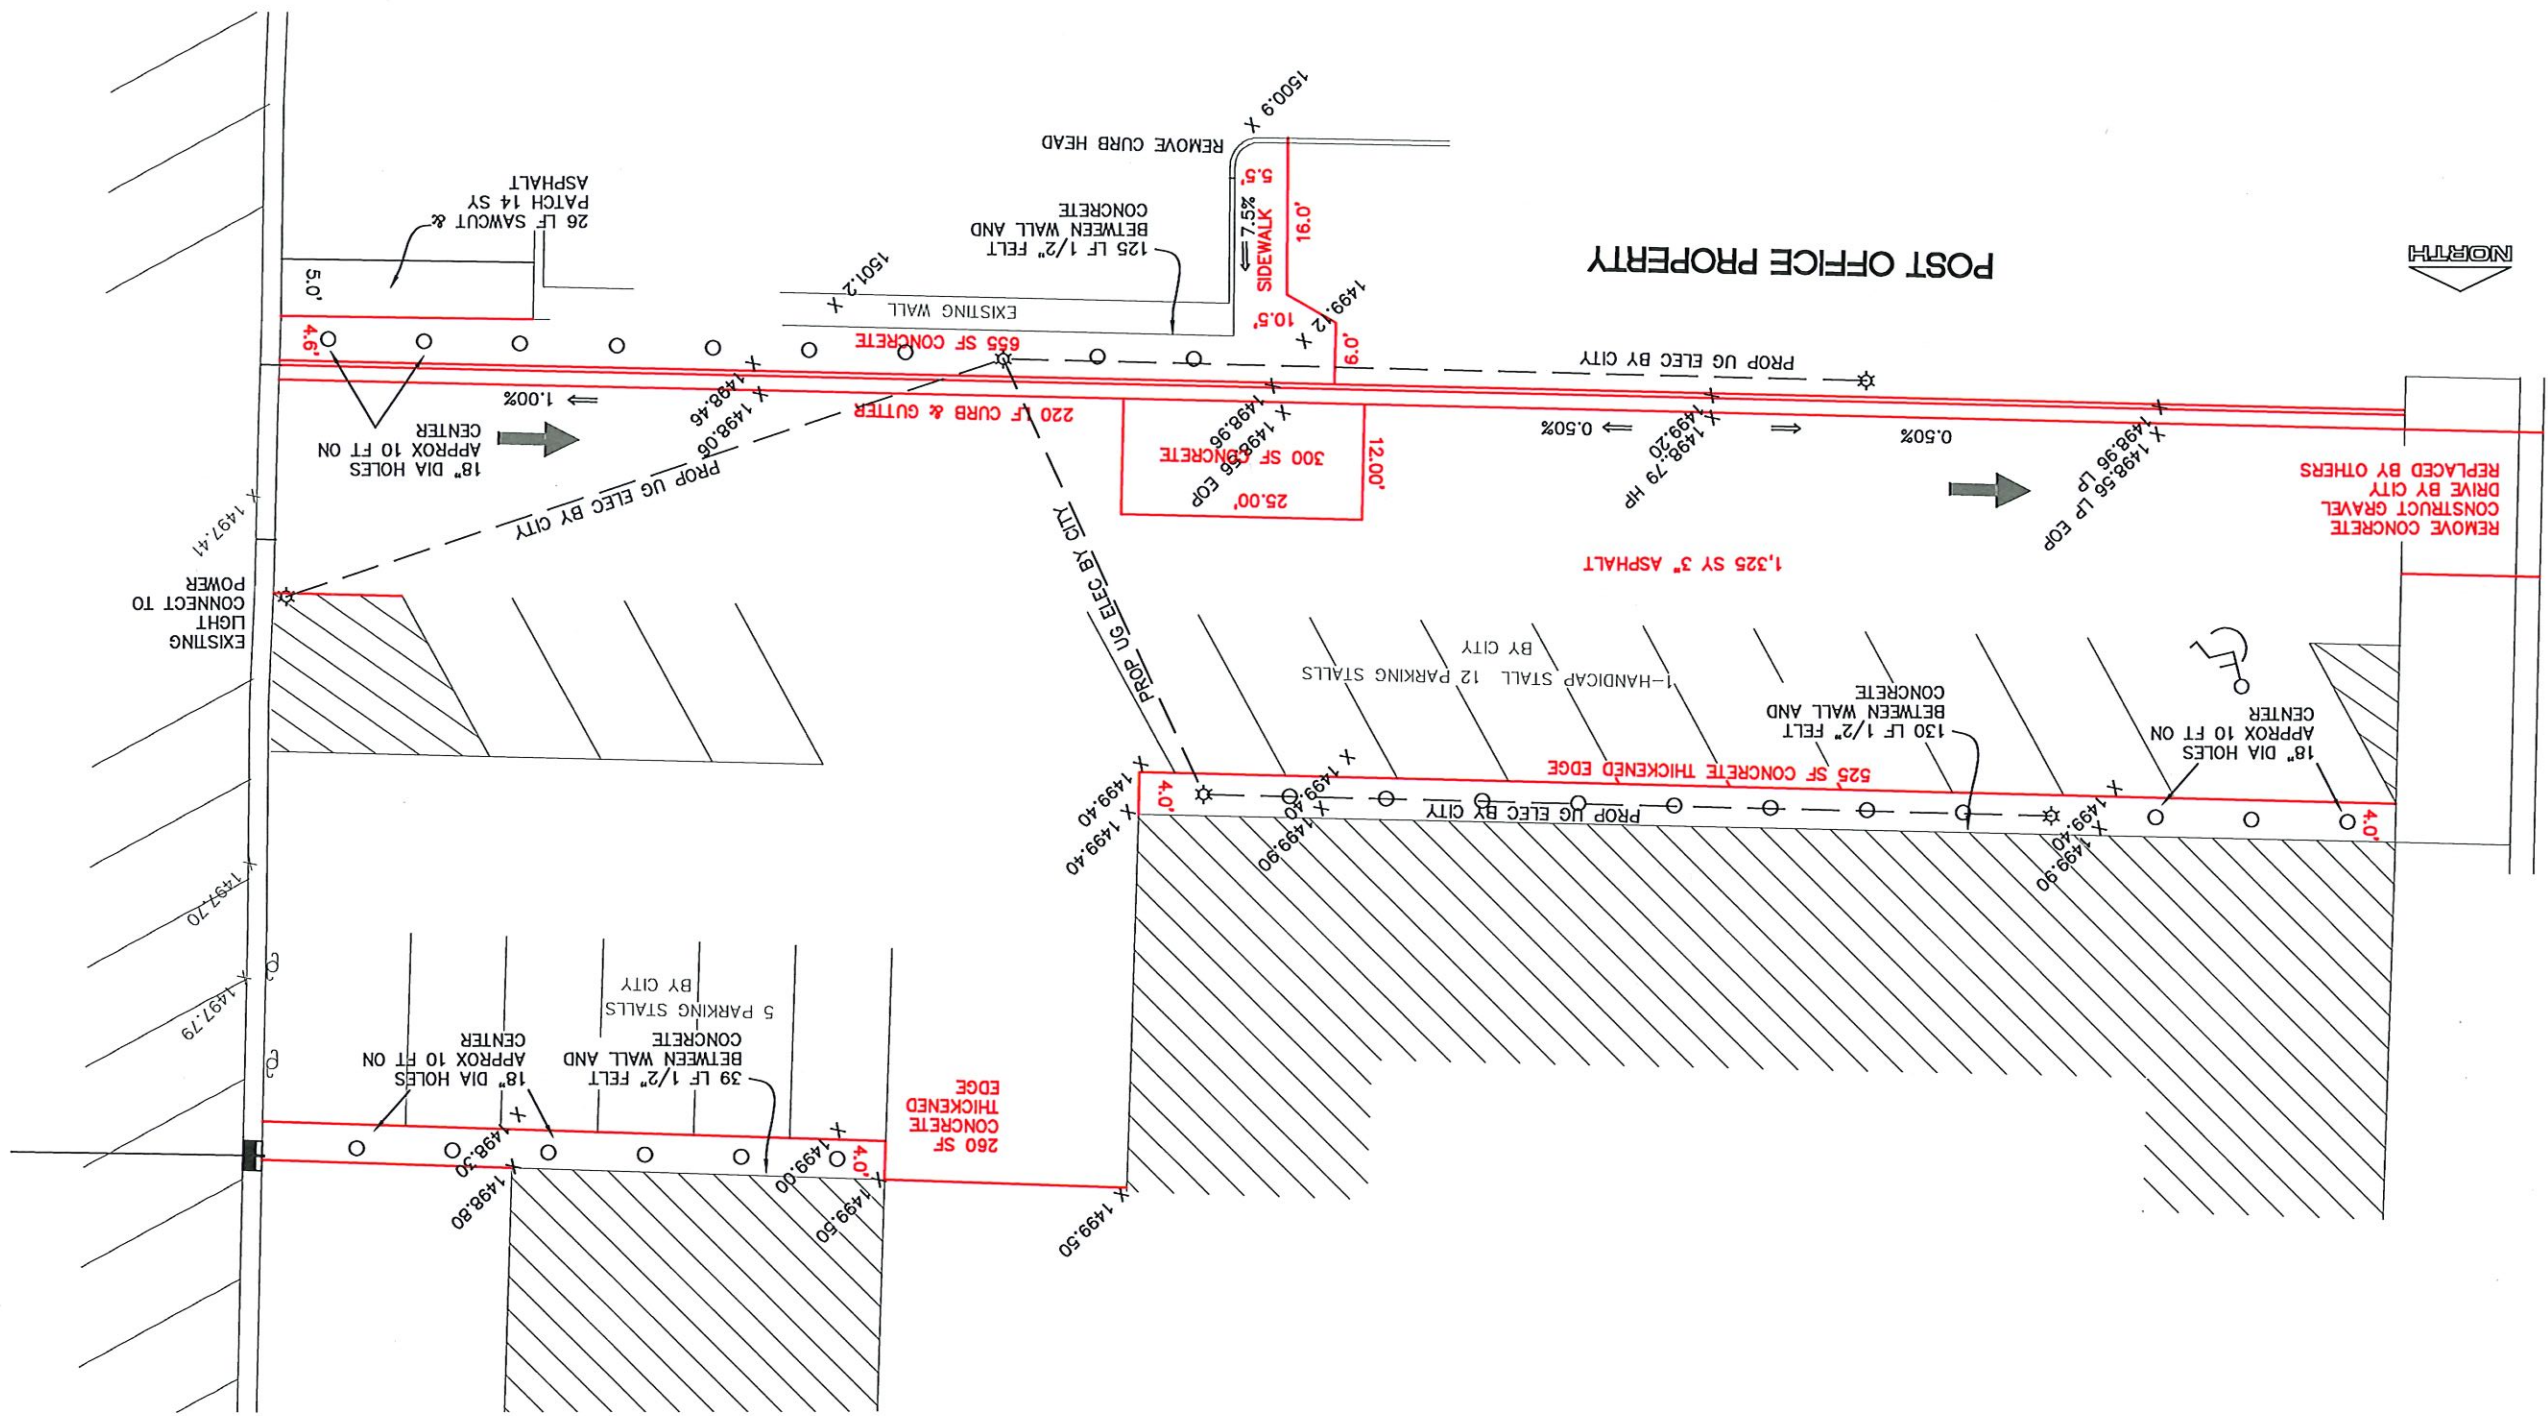 1499.50
1499.50
1498.80
1499.00
1498.30
4.0'
260 SF
CONCRETE
THICKENED
EDGE
39 LF 1/2" FELT
BETWEEN WALL AND
CONCRETE
18" DIA HOLES
APPROX 10 FT ON
CENTER
5 PARKING STALLS
BY CITY
1497.79
1497.70
1499.90
1499.40
1499.90
1499.40
1499.40
1499.40
4.0'
PROP UG ELEC BY CITY
4.0'
525 SF CONCRETE THICKENED EDGE
18" DIA HOLES
APPROX 10 FT ON
CENTER
130 LF 1/2" FELT
BETWEEN WALL AND
CONCRETE
1-HANDICAP STALL 12 PARKING STALLS
BY CITY
PROP UG ELEC BY CITY
EXISTING
LIGHT
CONNECT TO
POWER
1497.41
1,325 SY 3" ASPHALT
REMOVE CONCRETE
CONSTRUCT GRAVEL
DRIVE BY CITY
REPLACED BY OTHERS
1498.56 LP EOP
1498.96 LP
0.50%
1498.79 HP
1499.20
0.50%
25.00'
12.00'
300 SF CONCRETE
1498.56 EOP
1498.96
220 LF CURB & GUTTER
PROP UG ELEC BY CITY
1498.06
1498.46
18" DIA HOLES
APPROX 10 FT ON
CENTER
1.00%
PROP UG ELEC BY CITY
6.0'
1499.12
10.5'
655 SF CONCRETE
4.6'
EXISTING WALL
1501.2
5.0'
NORTH
POST OFFICE PROPERTY
16.0'
SIDEWALK
7.5%
5.5'
125 LF 1/2" FELT
BETWEEN WALL AND
CONCRETE
26 LF SAWCUT &
PATCH 14 SY
ASPHALT
REMOVE CURB HEAD
1500.9